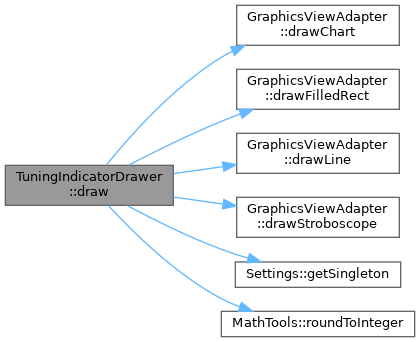 GraphicsViewAdapter
::drawChart
GraphicsViewAdapter
::drawFilledRect
GraphicsViewAdapter
::drawLine
TuningIndicatorDrawer
::draw
GraphicsViewAdapter
::drawStroboscope
Settings::getSingleton
MathTools::roundToInteger